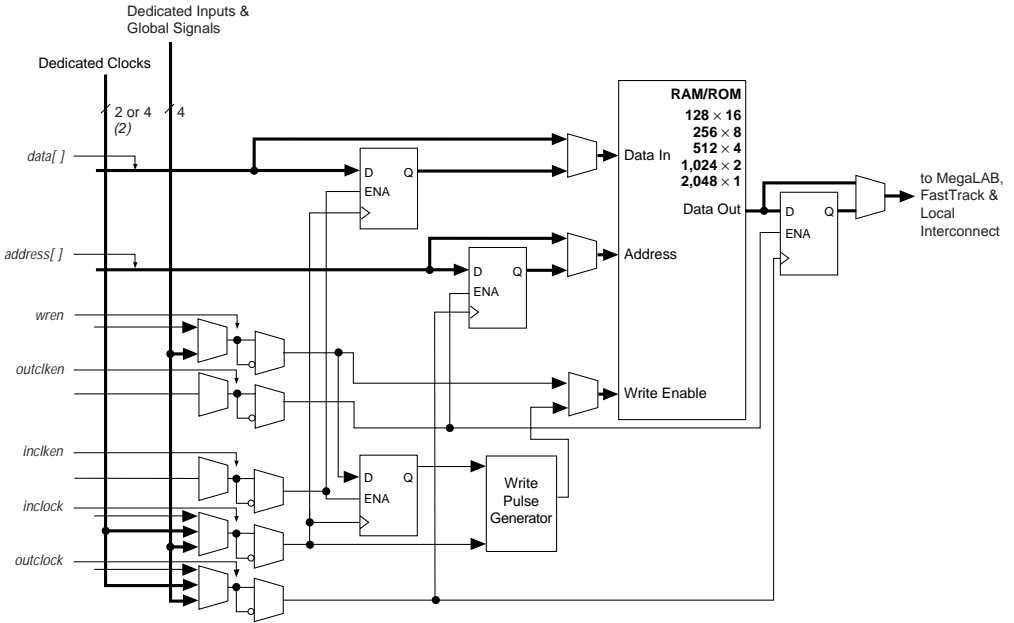 Dedicated Inputs &
Global Signals
Dedicated Clocks
2 or 4
(2)
4
RAM/ROM
128 × 16
256 × 8
512 × 4
1,024 × 2
2,048 × 1
data[ ]
D
Q
ENA
Data In
Data Out
D
Q
ENA
to MegaLAB,
FastTrack &
Local
Interconnect
address[ ]
D
Q
ENA
Address
wren
outclken
Write Enable
inclken
D
Q
ENA
Write
Pulse
Generator
inclock
outclock